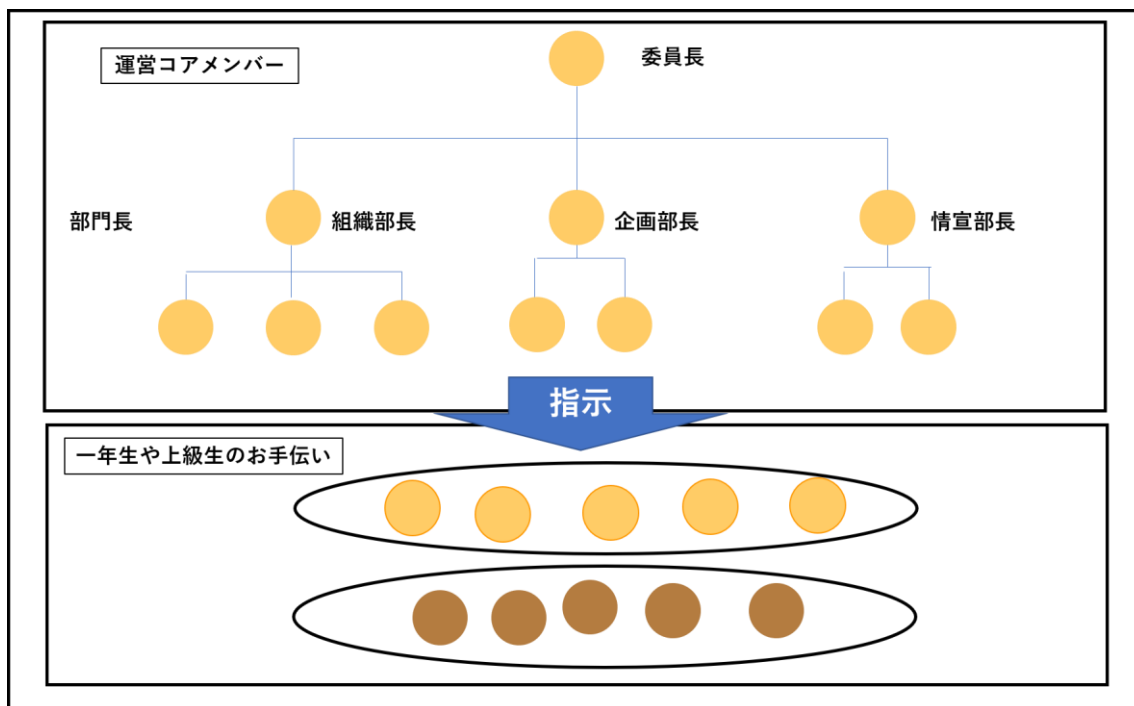 委員長
運営コアメンバー
部門長
組織部長
企画部長
情宣部長
指示
一年生や上級生のお手伝い